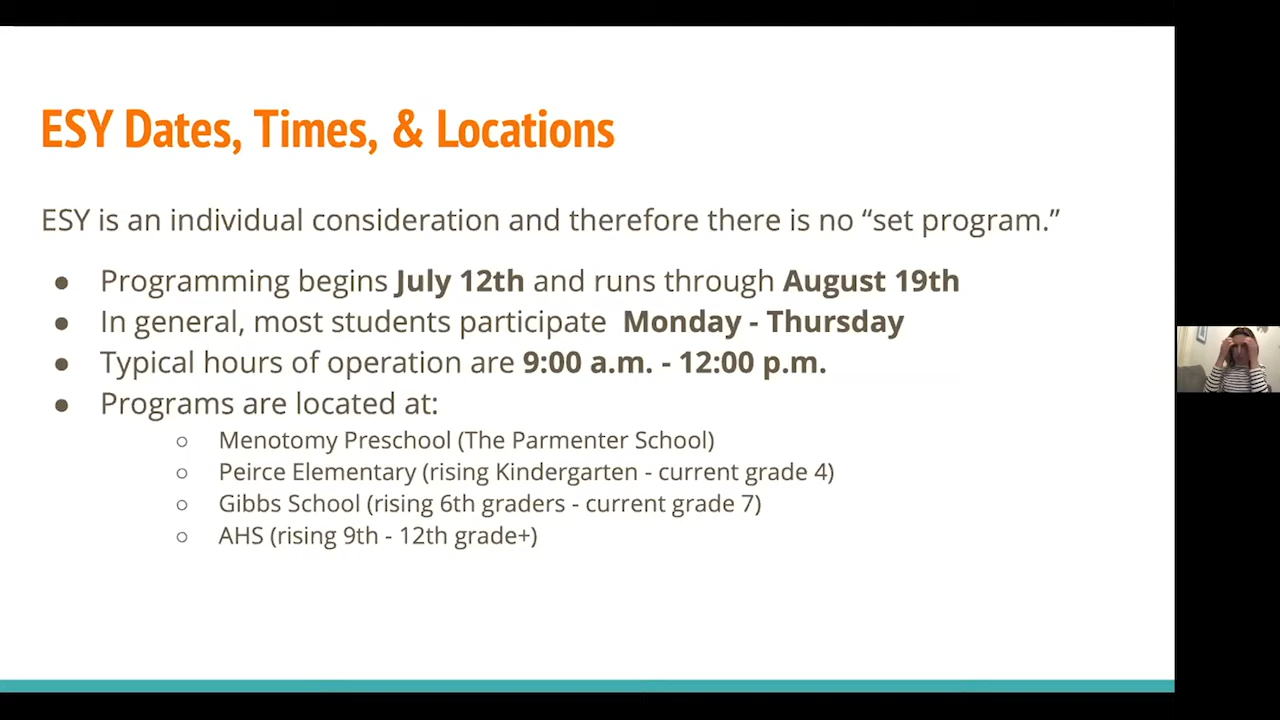 ESY Dates, Times, & Locations
ESY is an individual consideration and therefore there is no “set program.”
● Programming begins July 12th and runs through August 19th
● In general, most students participate Monday - Thursday
● Typical hours of operation are 9:00 a.m. - 12:00 p.m.
● Programs are located at:
○ Menotomy Preschool (The Parmenter School)
○ Peirce Elementary (rising Kindergarten - current grade 4)
○ Gibbs School (rising 6th graders - current grade 7)
○ AHS (rising 9th - 12th grade+)